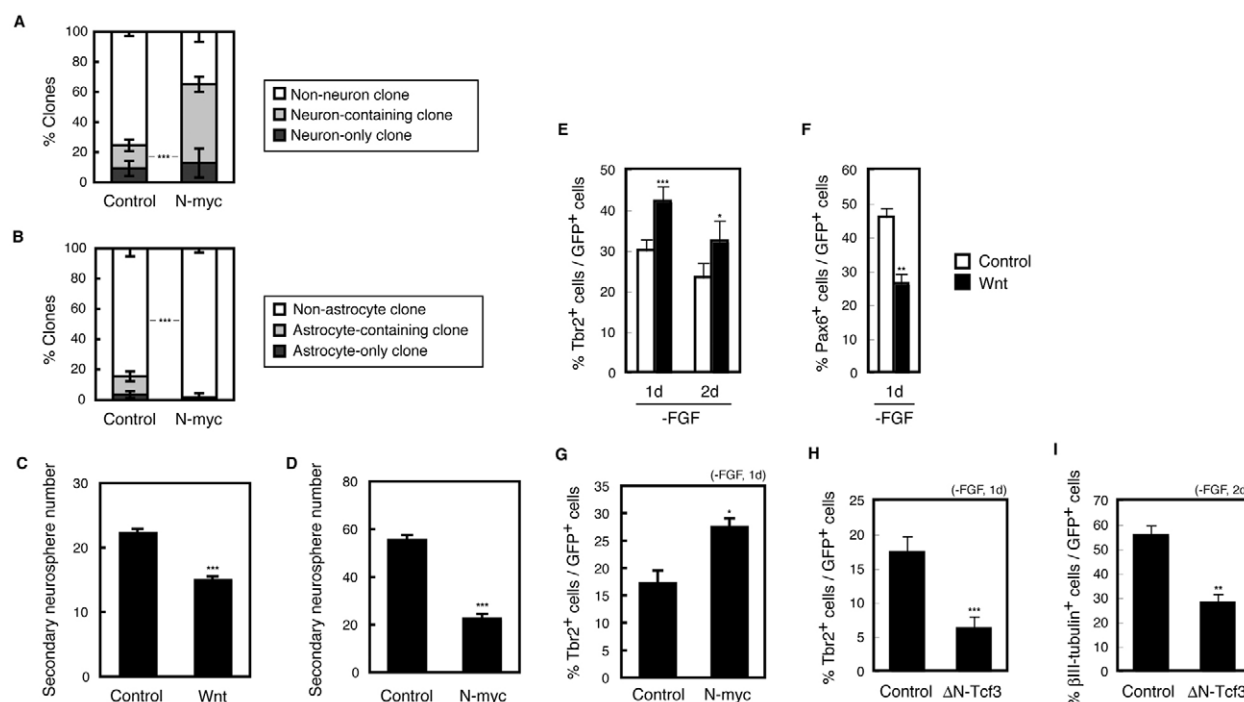 A
% Clones
100
80
60
40
20
0
***
Control N-myc
Non-neuron clone
Neuron-containing clone
Neuron-only clone
B
% Clones
100
80
60
40
20
0
***
Control N-myc
Non-astrocyte clone
Astrocyte-containing clone
Astrocyte-only clone
E
% Tbr2+ cells / GFP+ cells
50
40
30
20
10
0
***
*
1d 2d
-FGF
F
% Pax6+ cells / GFP+ cells
60
50
40
30
20
10
0
**
1d
-FGF
Control
Wnt
C
Secondary neurosphere number
30
20
10
0
***
Control Wnt
D
Secondary neurosphere number
80
60
40
20
0
***
Control N-myc
G
(-FGF, 1d)
% Tbr2+ cells / GFP+ cells
35
30
25
20
15
10
5
0
*
Control N-myc
H
(-FGF, 1d)
% Tbr2+ cells / GFP+ cells
25
20
15
10
5
0
***
Control ΔN-Tcf3
I
(-FGF, 2d
% βIII-tubulin+ cells / GFP+ cells
70
60
50
40
30
20
10
0
**
Control ΔN-Tcf3